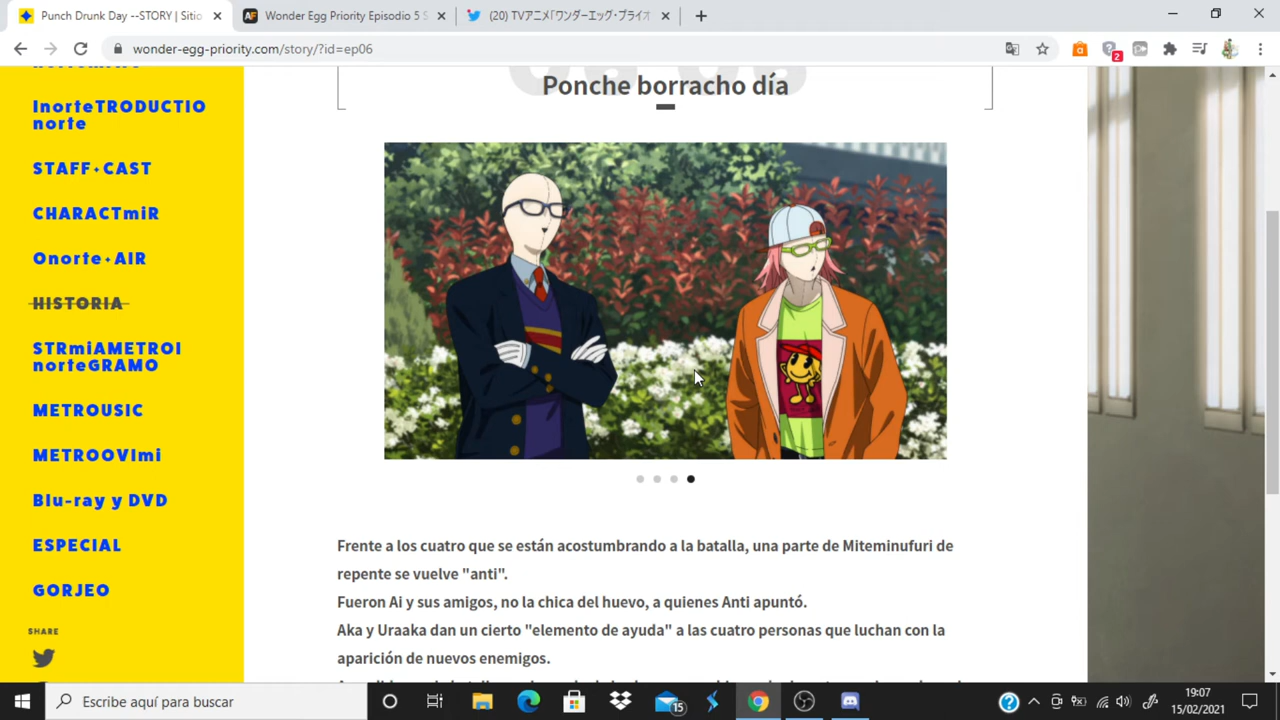 Punch Drunk Day --STORY | Sitio
Wonder Egg Priority Episodio 5 S
(20) TVアニメ「ワンダーエッグ・プライオ
wonder-egg-priority.com/story/?id=ep06
2
InorteTRODUCTIO
norte
STAFF•CAST
CHARACTmiR
Onorte•AIR
HISTORIA
STRmiAMETROI
norteGRAMO
METROUSIC
METROOVImi
Blu-ray y DVD
ESPECIAL
GORJEO
SHARE
Ponche borracho día
Frente a los cuatro que se están acostumbrando a la batalla, una parte de Miteminufuri de
repente se vuelve "anti".
Fueron Ai y sus amigos, no la chica del huevo, a quienes Anti apuntó.
Aka y Uraaka dan un cierto "elemento de ayuda" a las cuatro personas que luchan con la
aparición de nuevos enemigos.
Escribe aquí para buscar
15
19:07
15/02/2021